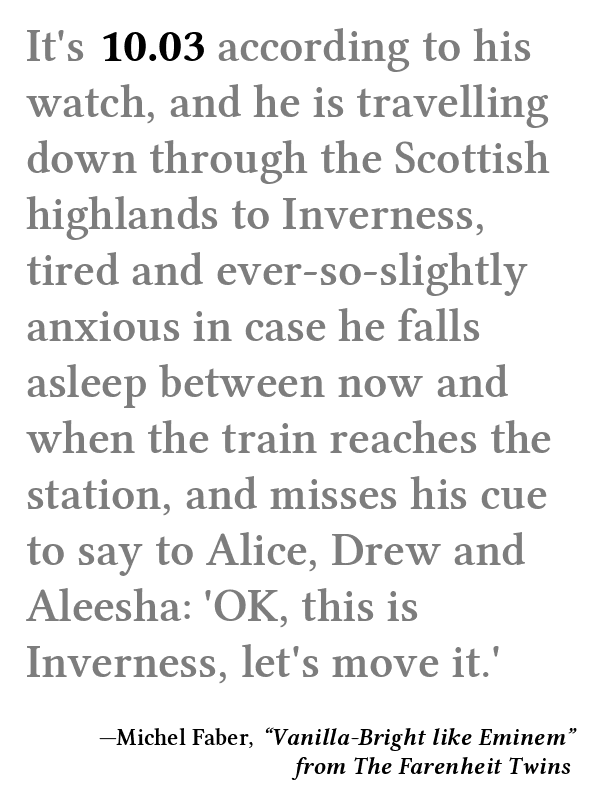 It's 10.03 according to his
watch, and he is travelling
down through the Scottish
highlands to Inverness,
tired and ever-so-slightly
anxious in case he falls
asleep between now and
when the train reaches the
station, and misses his cue
to say to Alice, Drew and
Aleesha: 'OK, this is
Inverness, let's move it.'
—Michel Faber, “Vanilla-Bright like Eminem”
from The Farenheit Twins